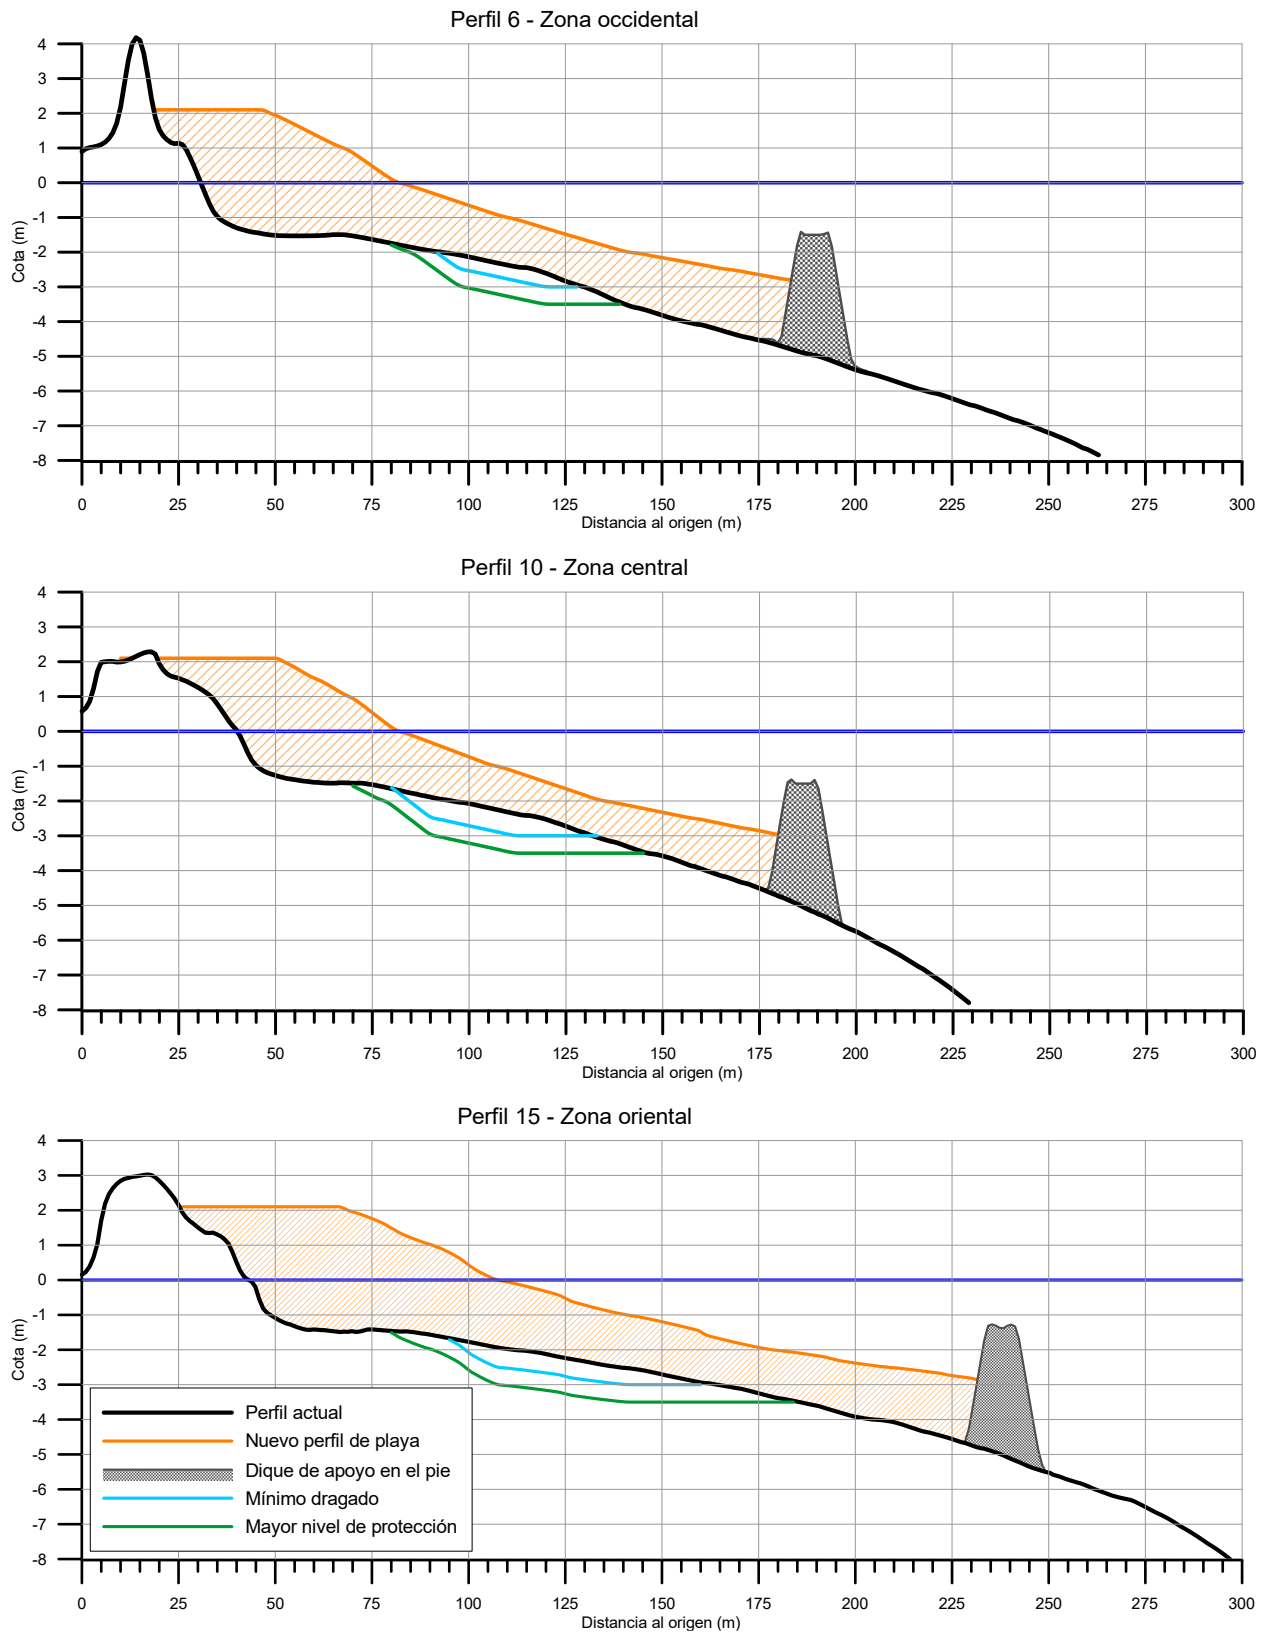 Perfil 6 - Zona occidental
4
3
2
1
0
-1
-2
-3
-4
-5
-6
-7
-8
Cota (m)
0 25 50 75 100 125 150 175 200 225 250 275 300
Distancia al origen (m)
Perfil 10 - Zona central
4
3
2
1
0
-1
-2
-3
-4
-5
-6
-7
-8
Cota (m)
0 25 50 75 100 125 150 175 200 225 250 275 300
Distancia al origen (m)
Perfil 15 - Zona oriental
4
3
2
1
0
-1
-2
-3
-4
-5
-6
-7
-8
Cota (m)
Perfil actual
Nuevo perfil de playa
Dique de apoyo en el pie
Mínimo dragado
Mayor nivel de protección
0 25 50 75 100 125 150 175 200 225 250 275 300
Distancia al origen (m)